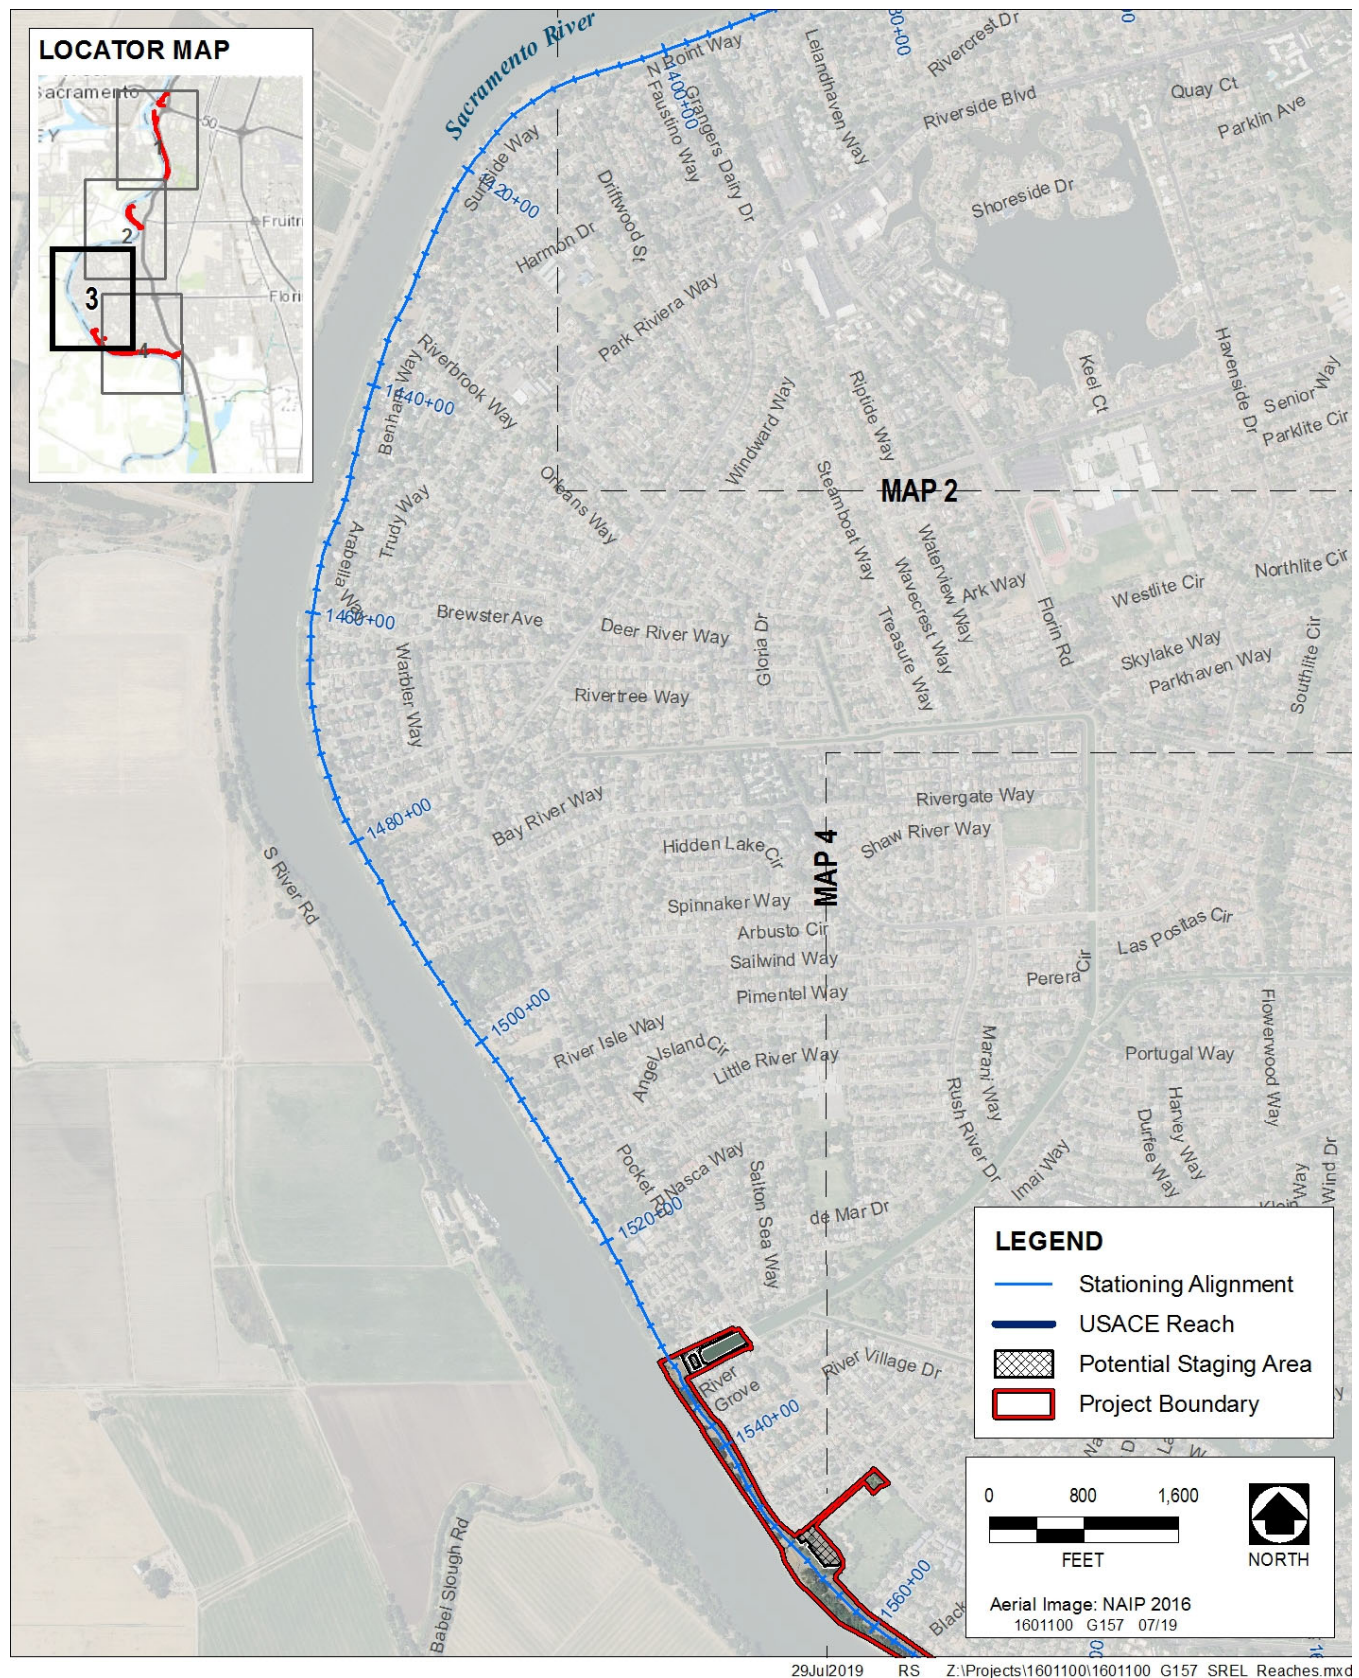 LOCATOR MAP
Sacramento
50
1
2
Fruitri
3
Flori
4
Sacramento River
N Point Way
1400+00
Grangers Dairy Dr
Faustino Way
Lelandhaven Way
80+00
Rivercrest Dr
Riverside Blvd
Quay Ct
Parklin Ave
Surfside Way
1420+00
Driftwood St
Harmon Dr
Shoreside Dr
Park Riviera Way
Riverbrook Way
Benham Way
1440+00
Windward Way
Riptide Way
Keel Ct
Havenside Dr
Senior Way
Parklite Cir
Orleans Way
Trudy Way
Steamboat Way
MAP 2
Arabella Way
1460+00
Brewster Ave
Deer River Way
Gloria Dr
Waterview Way
Wavecrest Way
Treasure Way
Ark Way
Florin Rd
Westlite Cir
Northlite Cir
Skylake Way
Parkhaven Way
Southlite Cir
Warbler Way
Rivertree Way
1480+00
Bay River Way
Rivergate Way
Shaw River Way
Hidden Lake Cir
MAP 4
S River Rd
Spinnaker Way
Arbusto Cir
Sailwind Way
Pimentel Way
Las Positas Cir
Perera Cir
1500+00
River Isle Way
Angel Island Cir
Little River Way
Marani Way
Rush River Dr
Portugal Way
Flowerwood Way
Harvey Way
Durfee Way
Imai Way
Pocket Rd
Nasca Way
Salton Sea Way
1520+00
de Mar Dr
Klein Way
Wind Dr
River Village Dr
River Grove
1540+00
1560+00
Babel Slough Rd
Black
LEGEND
Stationing Alignment
USACE Reach
Potential Staging Area
Project Boundary
0 800 1,600
FEET
NORTH
Aerial Image: NAIP 2016
1601100 G157 07/19
29Jul2019 RS Z:\Projects\1601100\1601100_G157_SREL_Reaches.mxd